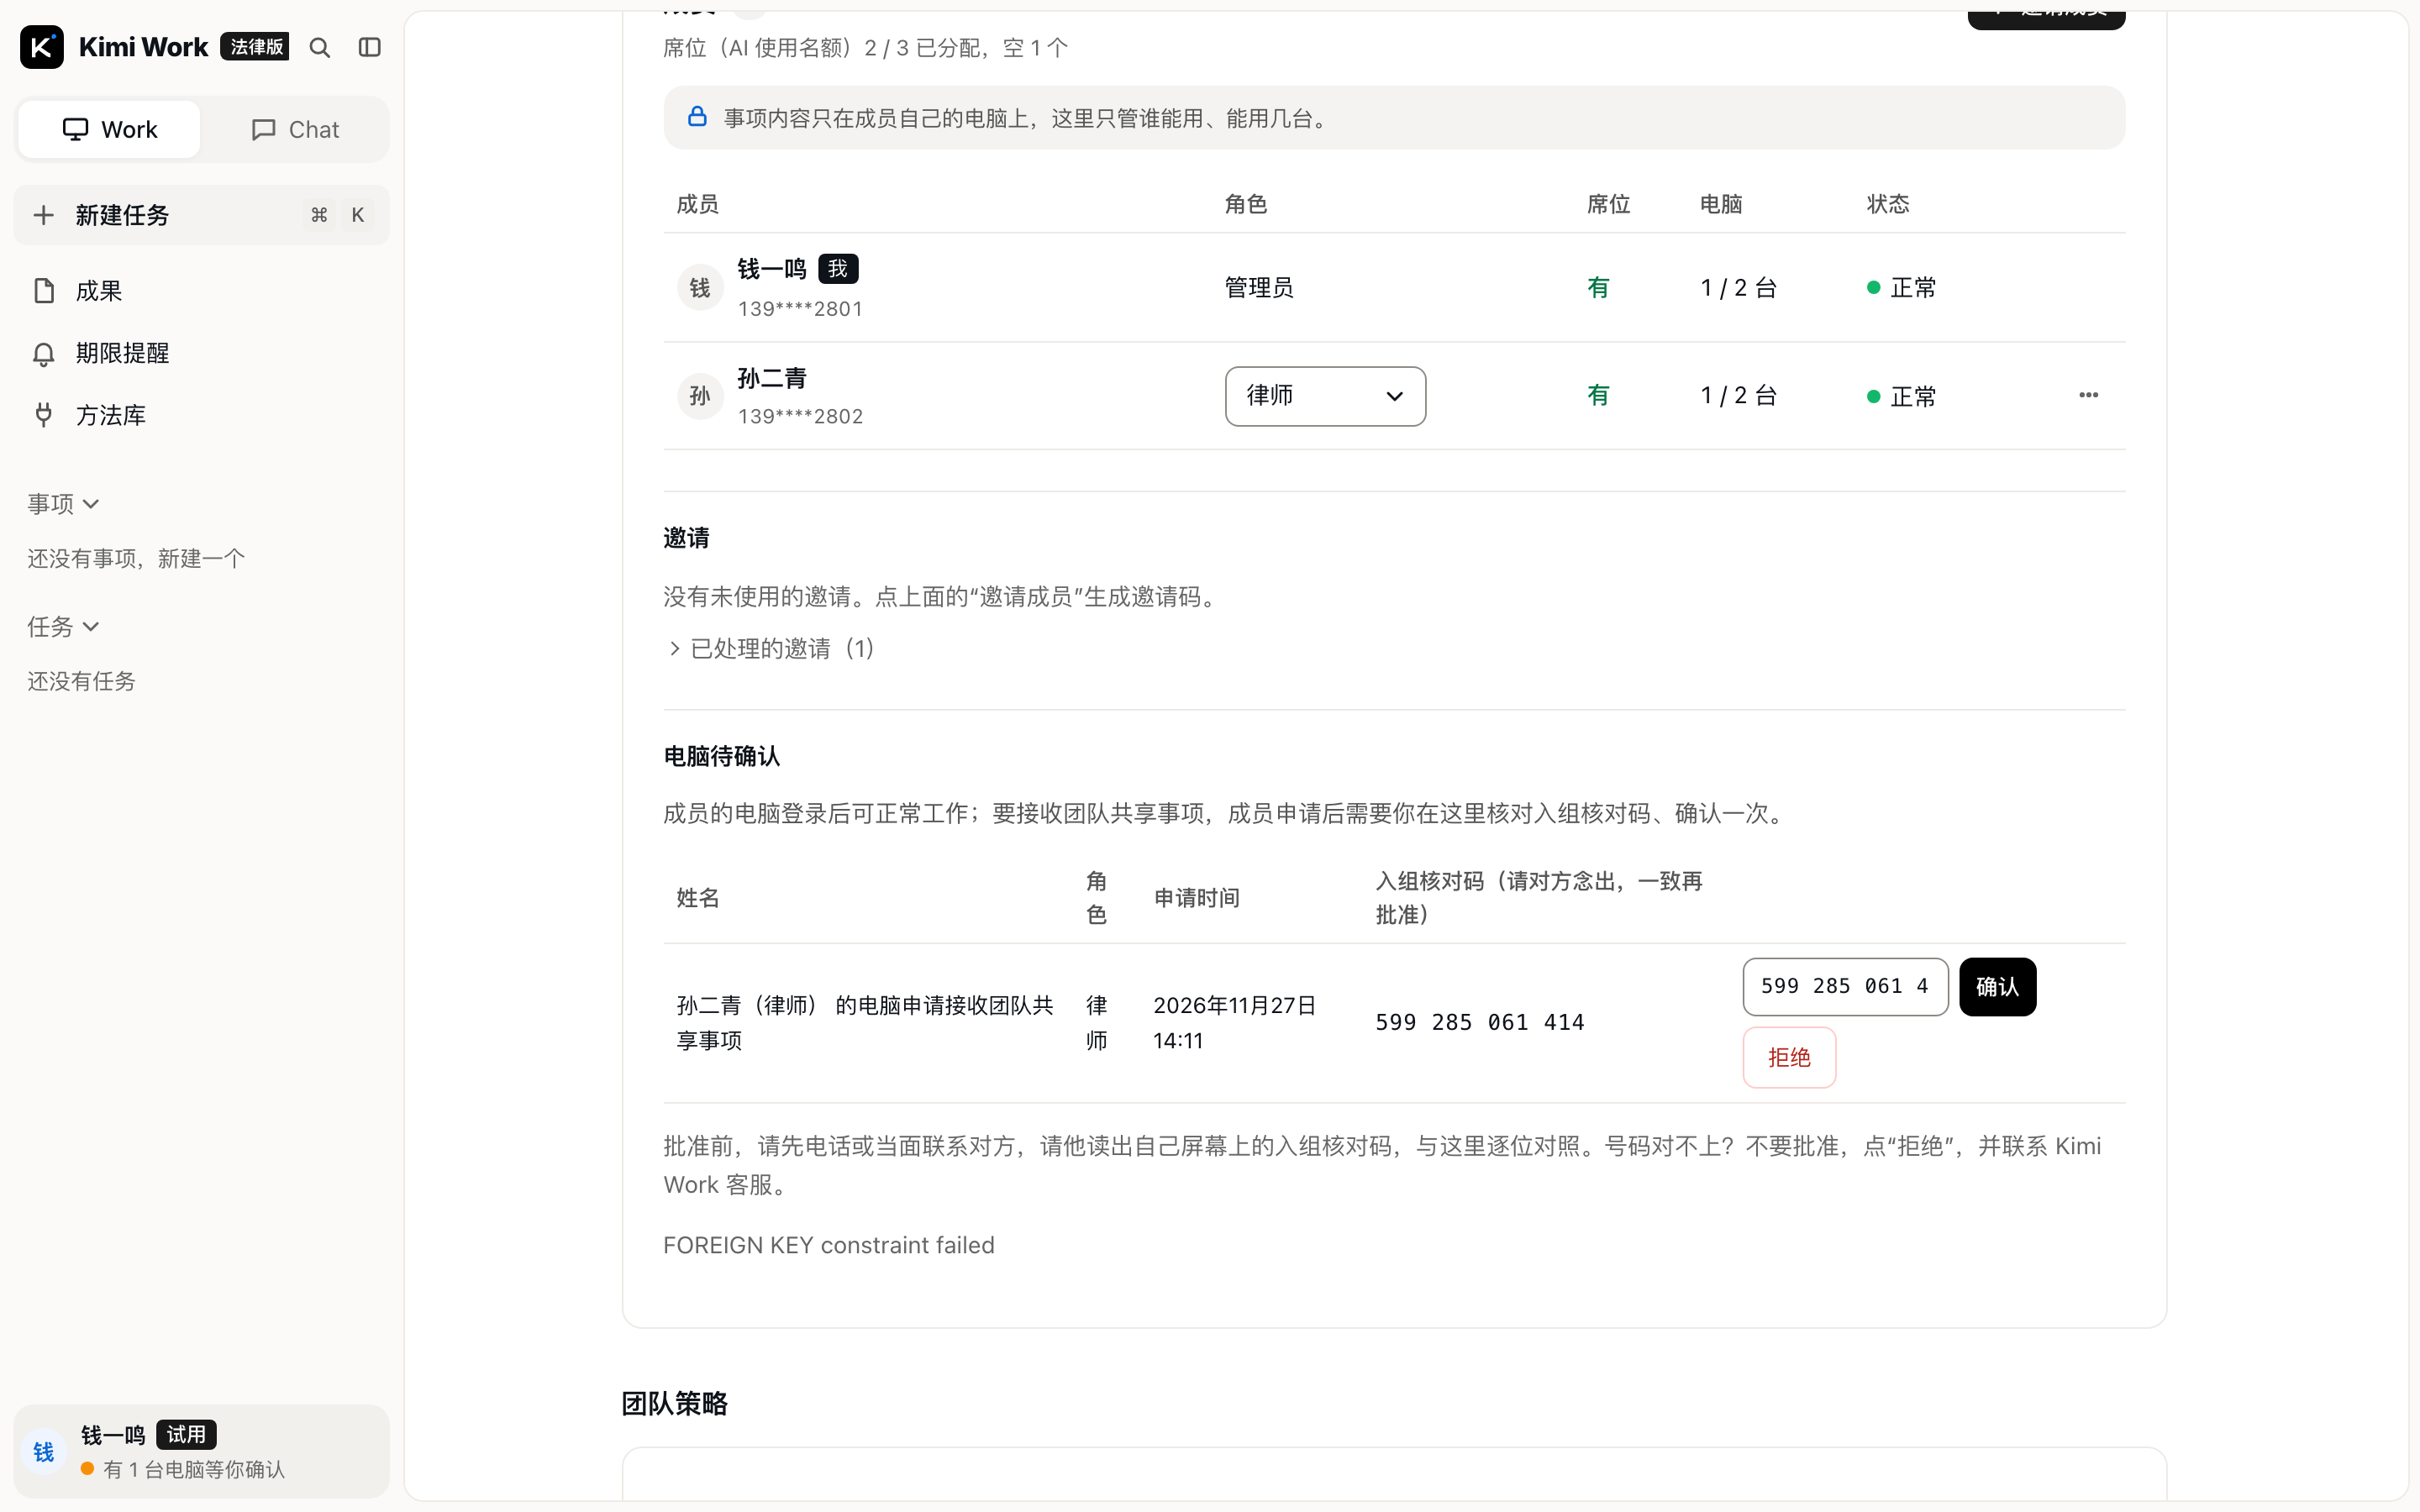 Kimi Work 法律版
Work
Chat
新建任务 ⌘ K
成果
期限提醒
方法库
事项
还没有事项，新建一个
任务
还没有任务
钱 钱一鸣 试用
有 1 台电脑等你确认
席位（AI 使用名额）2 / 3 已分配，空 1 个
事项内容只在成员自己的电脑上，这里只管谁能用、能用几台。
成员 角色 席位 电脑 状态
钱 钱一鸣 我 管理员 有 1 / 2 台 正常
139****2801
孙 孙二青 律师 有 1 / 2 台 正常
139****2802
邀请
没有未使用的邀请。点上面的“邀请成员”生成邀请码。
已处理的邀请（1）
电脑待确认
成员的电脑登录后可正常工作；要接收团队共享事项，成员申请后需要你在这里核对入组核对码、确认一次。
姓名 角色 申请时间 入组核对码（请对方念出，一致再
批准）
孙二青（律师） 的电脑申请接收团队共
享事项
律师
2026年11月27日
14:11
599 285 061 414
599 285 061 4 确认
拒绝
批准前，请先电话或当面联系对方，请他读出自己屏幕上的入组核对码，与这里逐位对照。号码对不上？不要批准，点“拒绝”，并联系 Kimi
Work 客服。
FOREIGN KEY constraint failed
团队策略